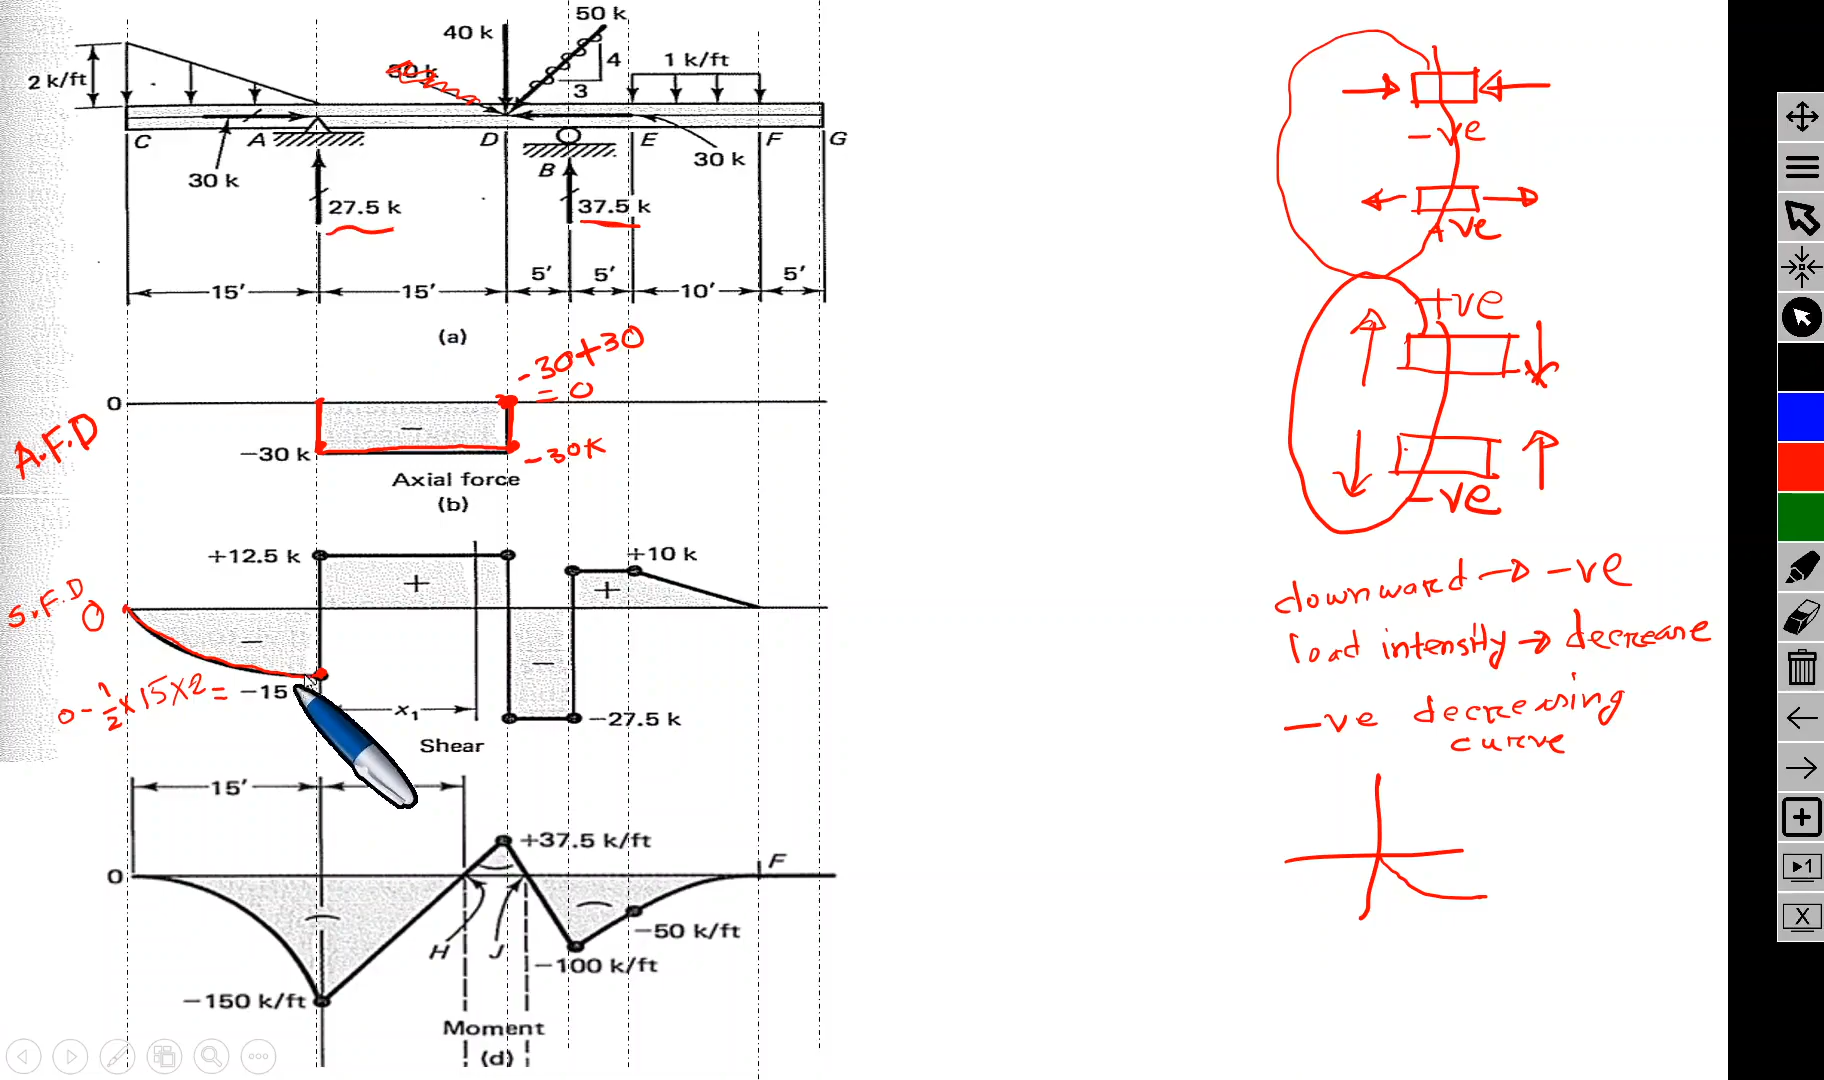 50 k
40 k
4
1 k/ft
30k
2 k/ft
3
C A D E F G
B
30 k
30 k
27.5 k
37.5 k
15′ 15′ 5′ 5′ 10′ 5′
(a)
-30+30
= 0
0
A.F.D
−
−30 k
-30K
Axial force
(b)
+12.5 k
+
+10 k
+
S.F.D
0
−
−
0-1/2×15×2= −15
x₁
−27.5 k
Shear
15′
+37.5 k/ft
0
F
H J
−50 k/ft
−100 k/ft
−150 k/ft
Moment
(d)
-ve
+ve
+ve
-ve
downward → -ve
load intensity → decrease
-ve decreasing
curve
1
X